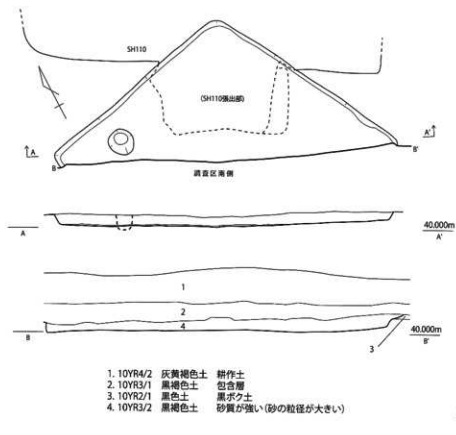 SH110
(SH110張出部)
A
A'
B
B'
調査区南側
A
40.000m
A'
1
2
4
B
40.000m
B'
3
1. 10YR4/2 灰黄褐色土 耕作土
2. 10YR3/1 黒褐色土 包含層
3. 10YR2/1 黒色土 黒ボク土
4. 10YR3/2 黒褐色土 砂質が強い(砂の粒径が大きい)